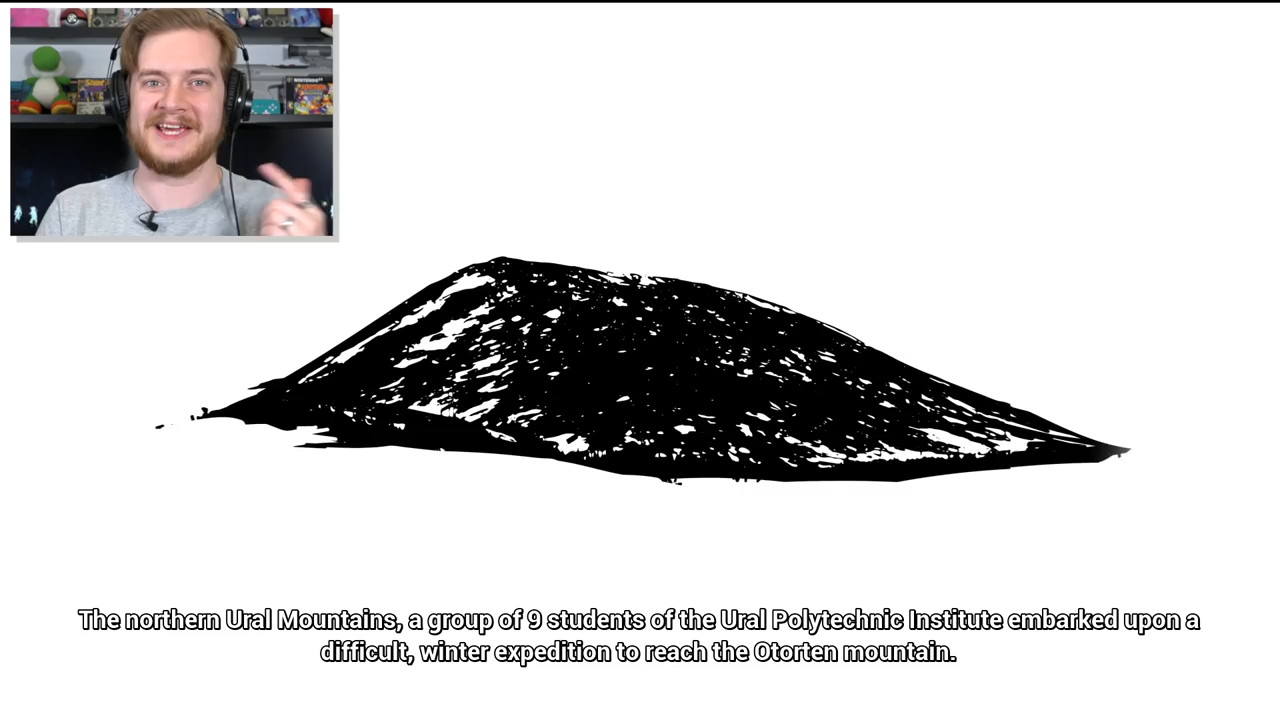 The northern Ural Mountains, a group of 9 students of the Ural Polytechnic Institute embarked upon a
difficult, winter expedition to reach the Otorten mountain.